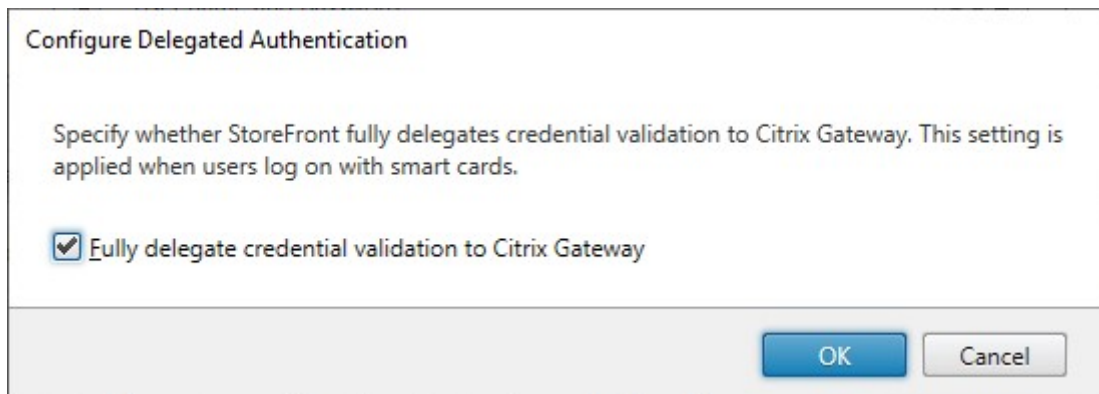 Configure Delegated Authentication
Specify whether StoreFront fully delegates credential validation to Citrix Gateway. This setting is
applied when users log on with smart cards.
Fully delegate credential validation to Citrix Gateway
OK
Cancel